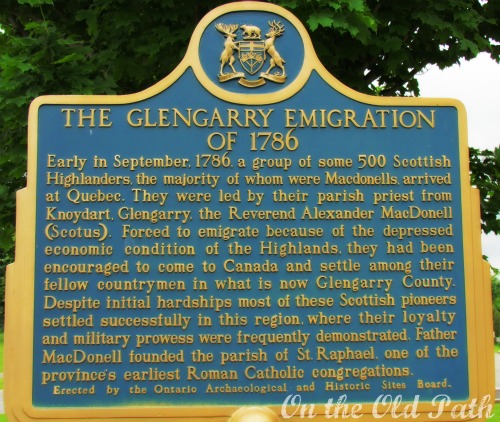 THE GLENGARRY EMIGRATION
OF 1786
Early in September, 1786, a group of some 500 Scottish
Highlanders, the majority of whom were Macdonells, arrived
at Quebec. They were led by their parish priest from
Knoydart, Glengarry, the Reverend Alexander MacDonell
(Scotus). Forced to emigrate because of the depressed
economic condition of the Highlands, they had been
encouraged to come to Canada and settle among their
fellow countrymen in what is now Glengarry County.
Despite initial hardships most of these Scottish pioneers
settled successfully in this region, where their loyalty
and military prowess were frequently demonstrated. Father
MacDonell founded the parish of St. Raphael, one of the
province's earliest Roman Catholic congregations.
Erected by the Ontario Archaeological and Historic Sites Board.
On the Old Path